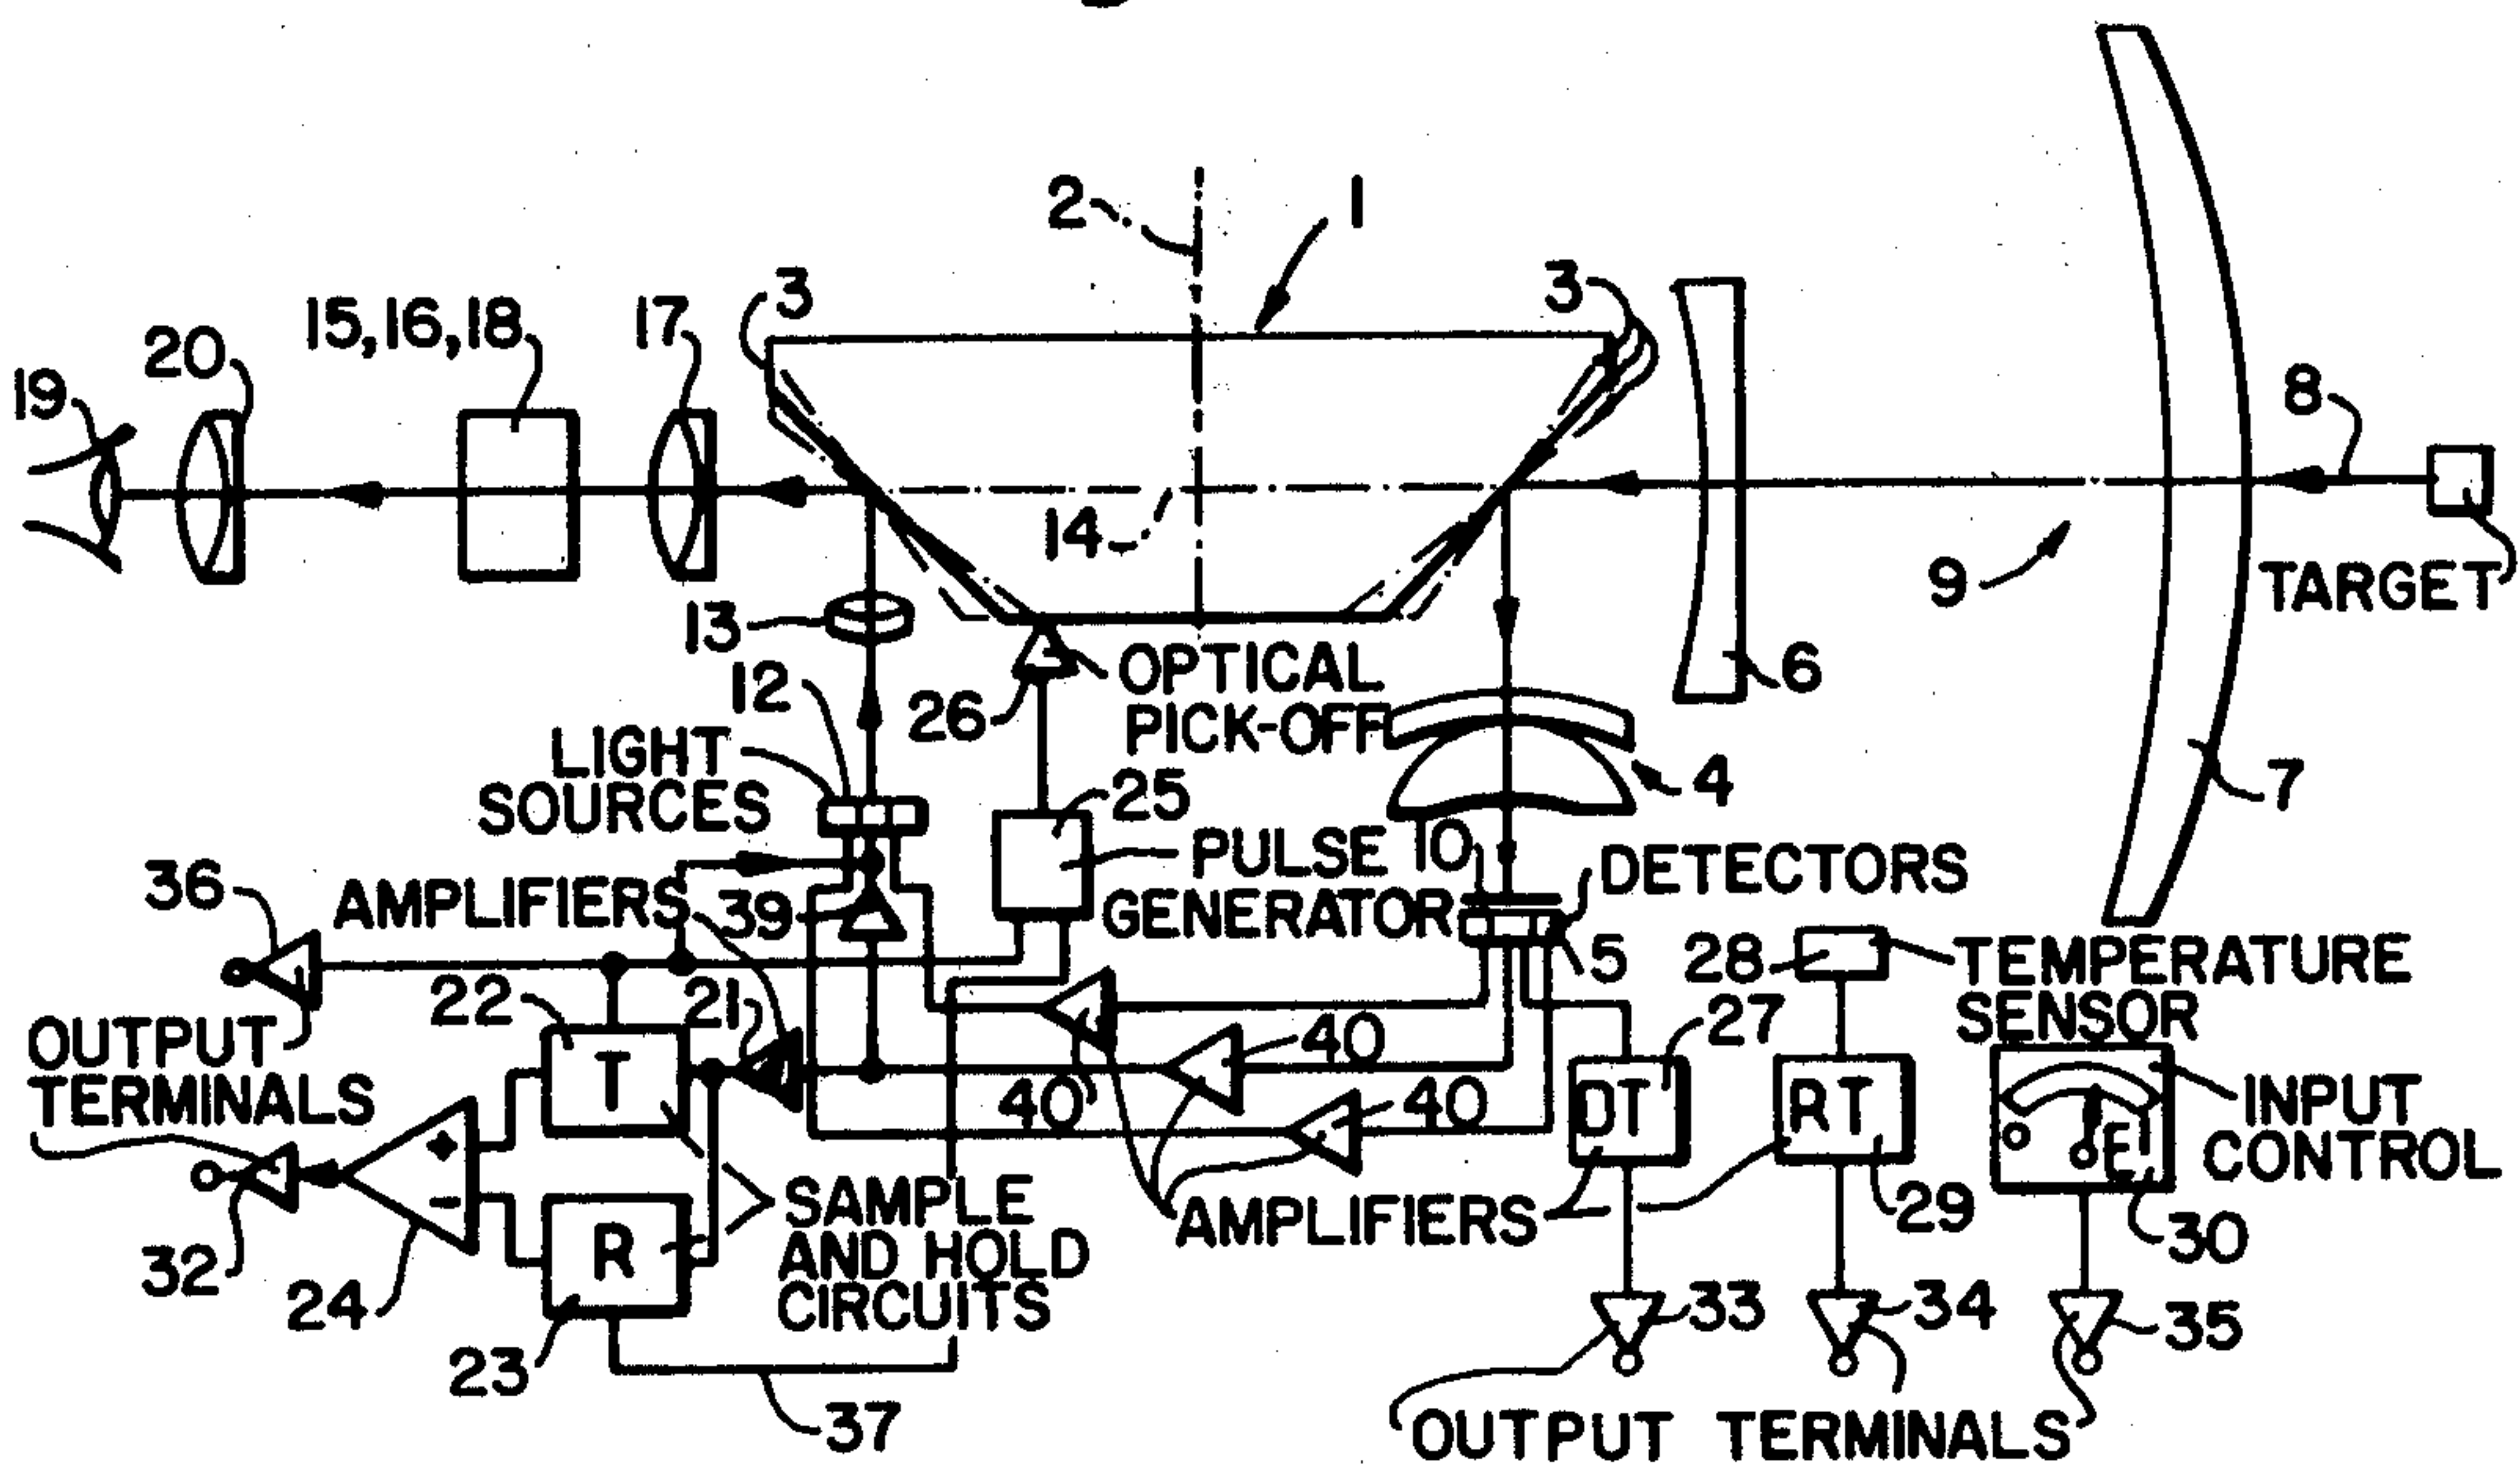 2
1
3
3
15,16,18
17
20
19
8
14
9
TARGET
13
6
12
26
OPTICAL
PICK-OFF
LIGHT
SOURCES
4
7
25
PULSE
GENERATOR
10
DETECTORS
36
AMPLIFIERS
39
5
28
TEMPERATURE
SENSOR
22
21
27
OUTPUT
TERMINALS
T
40
40
40
DT
RT
INPUT
CONTROL
E
+
-
SAMPLE
AND HOLD
CIRCUITS
AMPLIFIERS
29
30
R
32
24
33
34
35
23
37
OUTPUT TERMINALS